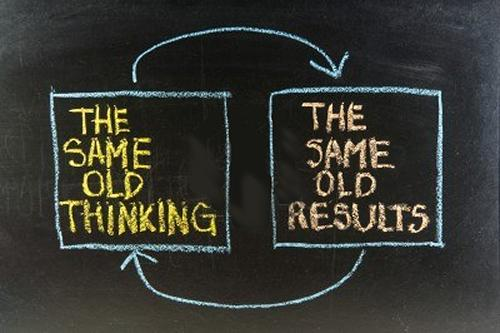 THE
SAME
OLD
THINKING
THE
SAME
OLD
RESULTS